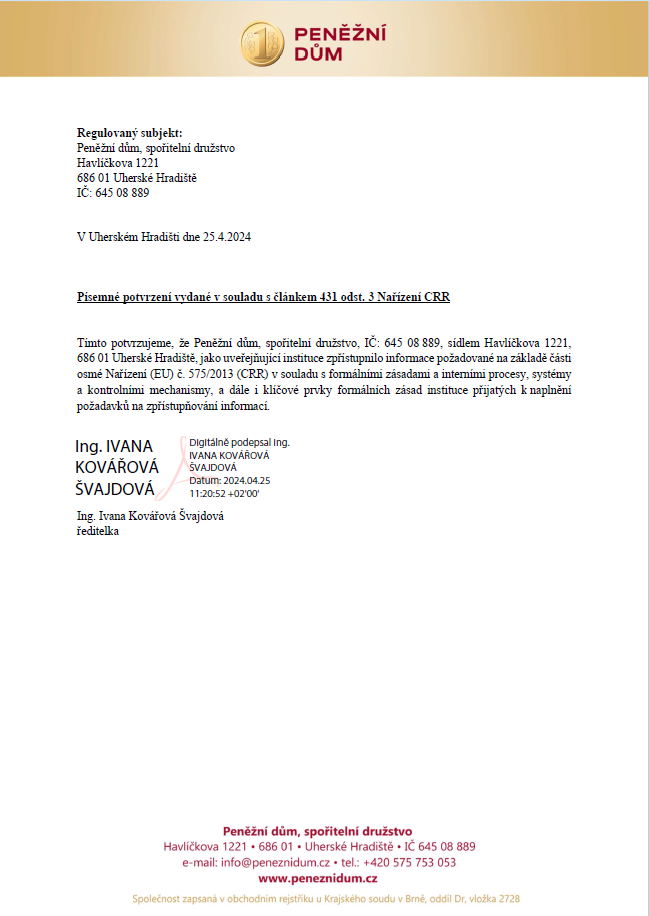 1
PENĚŽNÍ
DŮM
Regulovaný subjekt:
Peněžní dům, spořitelní družstvo
Havlíčkova 1221
686 01 Uherské Hradiště
IČ: 645 08 889
V Uherském Hradišti dne 25.4.2024
Písemné potvrzení vydané v souladu s článkem 431 odst. 3 Nařízení CRR
Tímto potvrzujeme, že Peněžní dům, spořitelní družstvo, IČ: 645 08 889, sídlem Havlíčkova 1221,
686 01 Uherské Hradiště, jako uveřejňující instituce zpřístupnilo informace požadované na základě části
osmé Nařízení (EU) č. 575/2013 (CRR) v souladu s formálními zásadami a interními procesy, systémy
a kontrolními mechanismy, a dále i klíčové prvky formálních zásad instituce přijatých k naplnění
požadavků na zpřístupňování informací.
Ing. IVANA
KOVÁŘOVÁ
ŠVAJDOVÁ
Digitálně podepsal Ing.
IVANA KOVÁŘOVÁ
ŠVAJDOVÁ
Datum: 2024.04.25
11:20:52 +02'00'
Ing. Ivana Kovářová Švajdová
ředitelka
Peněžní dům, spořitelní družstvo
Havlíčkova 1221 • 686 01 • Uherské Hradiště • IČ 645 08 889
e-mail: info@peneznidum.cz • tel.: +420 575 753 053
www.peneznidum.cz
Společnost zapsaná v obchodním rejstříku u Krajského soudu v Brně, oddíl Dr, vložka 2728